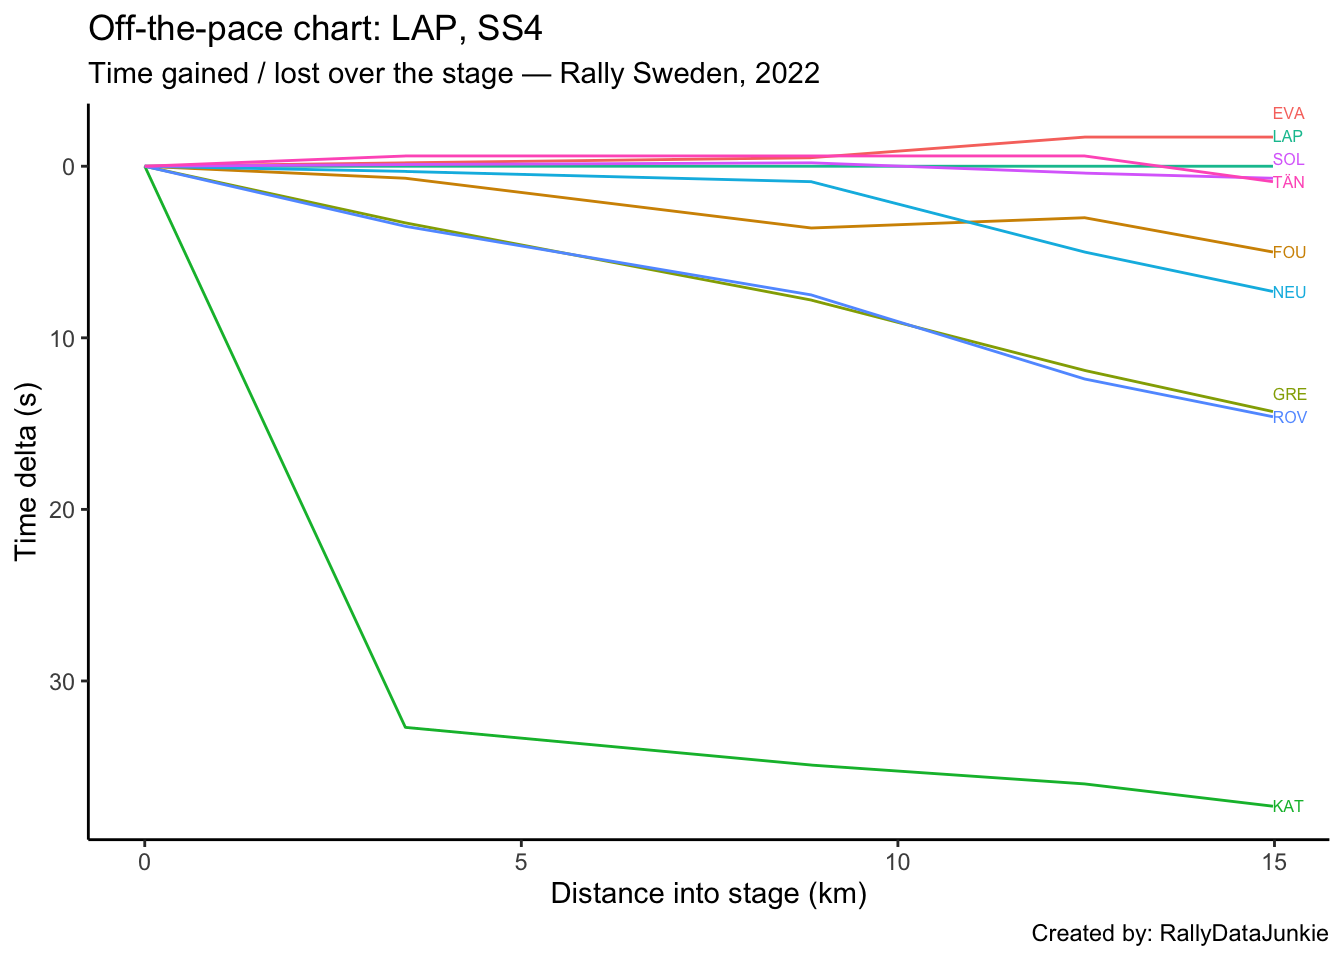 Off-the-pace chart: LAP, SS4
Time gained / lost over the stage — Rally Sweden, 2022
Time delta (s)
0
10
20
30
EVA
LAP
SOL
TÄN
FOU
NEU
GRE
ROV
KAT
0 5 10 15
Distance into stage (km)
Created by: RallyDataJunkie